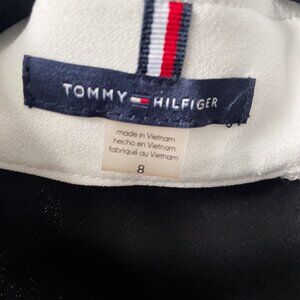 TOMMY HILFIGER
made in Vietnam
hecho en Vietnam
fabriqué au Vietnam
8